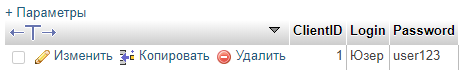 + Параметры
ClientID Login Password
Изменить Копировать Удалить 1 Юзер user123